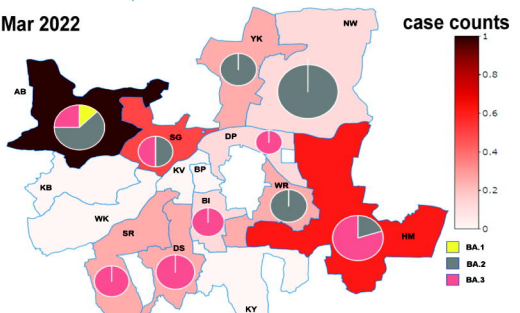 Mar 2022
case counts
NW
YK
AB
SG
DP
KV
BP
KB
WR
BI
WK
SR
DS
HM
KY
1
0.8
0.6
0.4
0.2
0
BA.1
BA.2
BA.3